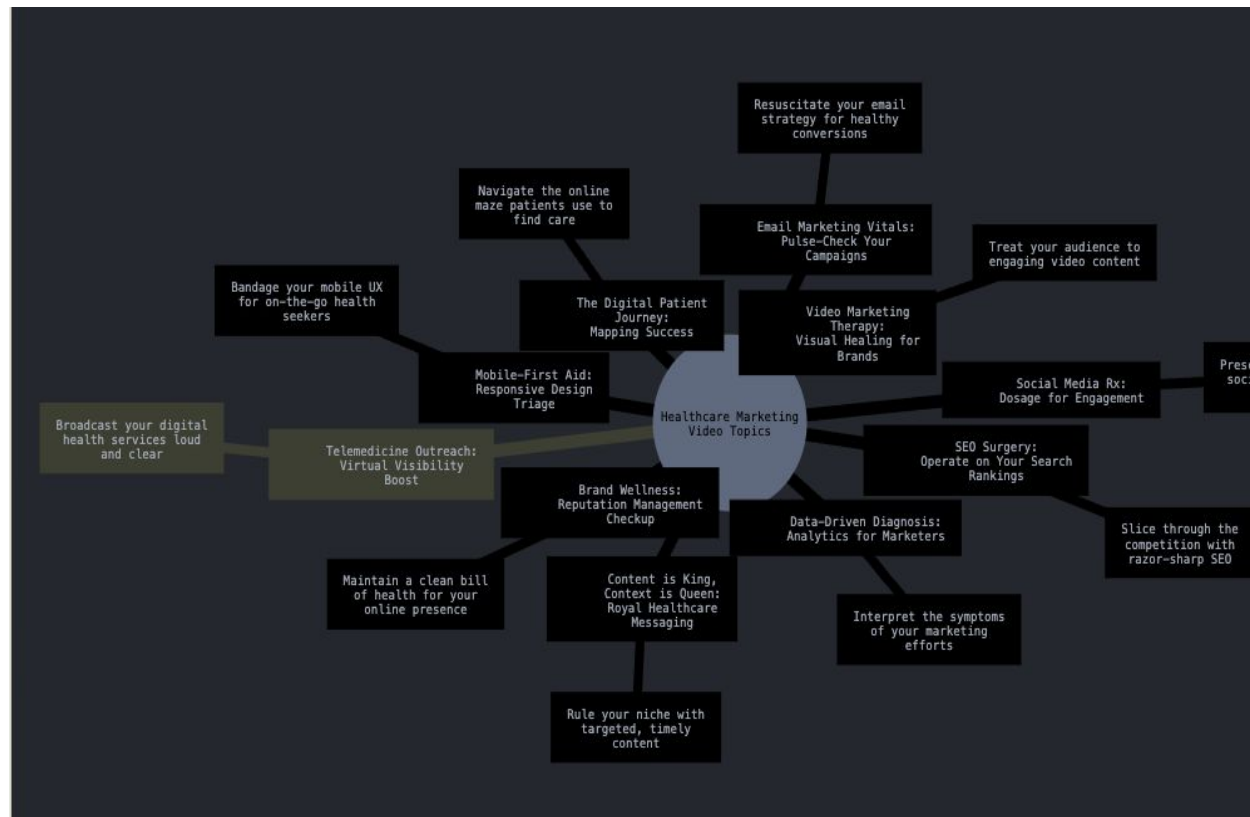 Resuscitate your email
strategy for healthy
conversions
Navigate the online
maze patients use to
find care
Email Marketing Vitals:
Pulse-Check Your
Campaigns
Treat your audience to
engaging video content
Bandage your mobile UX
for on-the-go health
seekers
The Digital Patient
Journey:
Mapping Success
Video Marketing
Therapy:
Visual Healing for
Brands
Mobile-First Aid:
Responsive Design
Triage
Social Media Rx:
Dosage for Engagement
Healthcare Marketing
Video Topics
Broadcast your digital
health services loud
and clear
Telemedicine Outreach:
Virtual Visibility
Boost
SEO Surgery:
Operate on Your Search
Rankings
Brand Wellness:
Reputation Management
Checkup
Data-Driven Diagnosis:
Analytics for Marketers
Slice through the
competition with
razor-sharp SEO
Maintain a clean bill
of health for your
online presence
Content is King,
Context is Queen:
Royal Healthcare
Messaging
Interpret the symptoms
of your marketing
efforts
Rule your niche with
targeted, timely
content